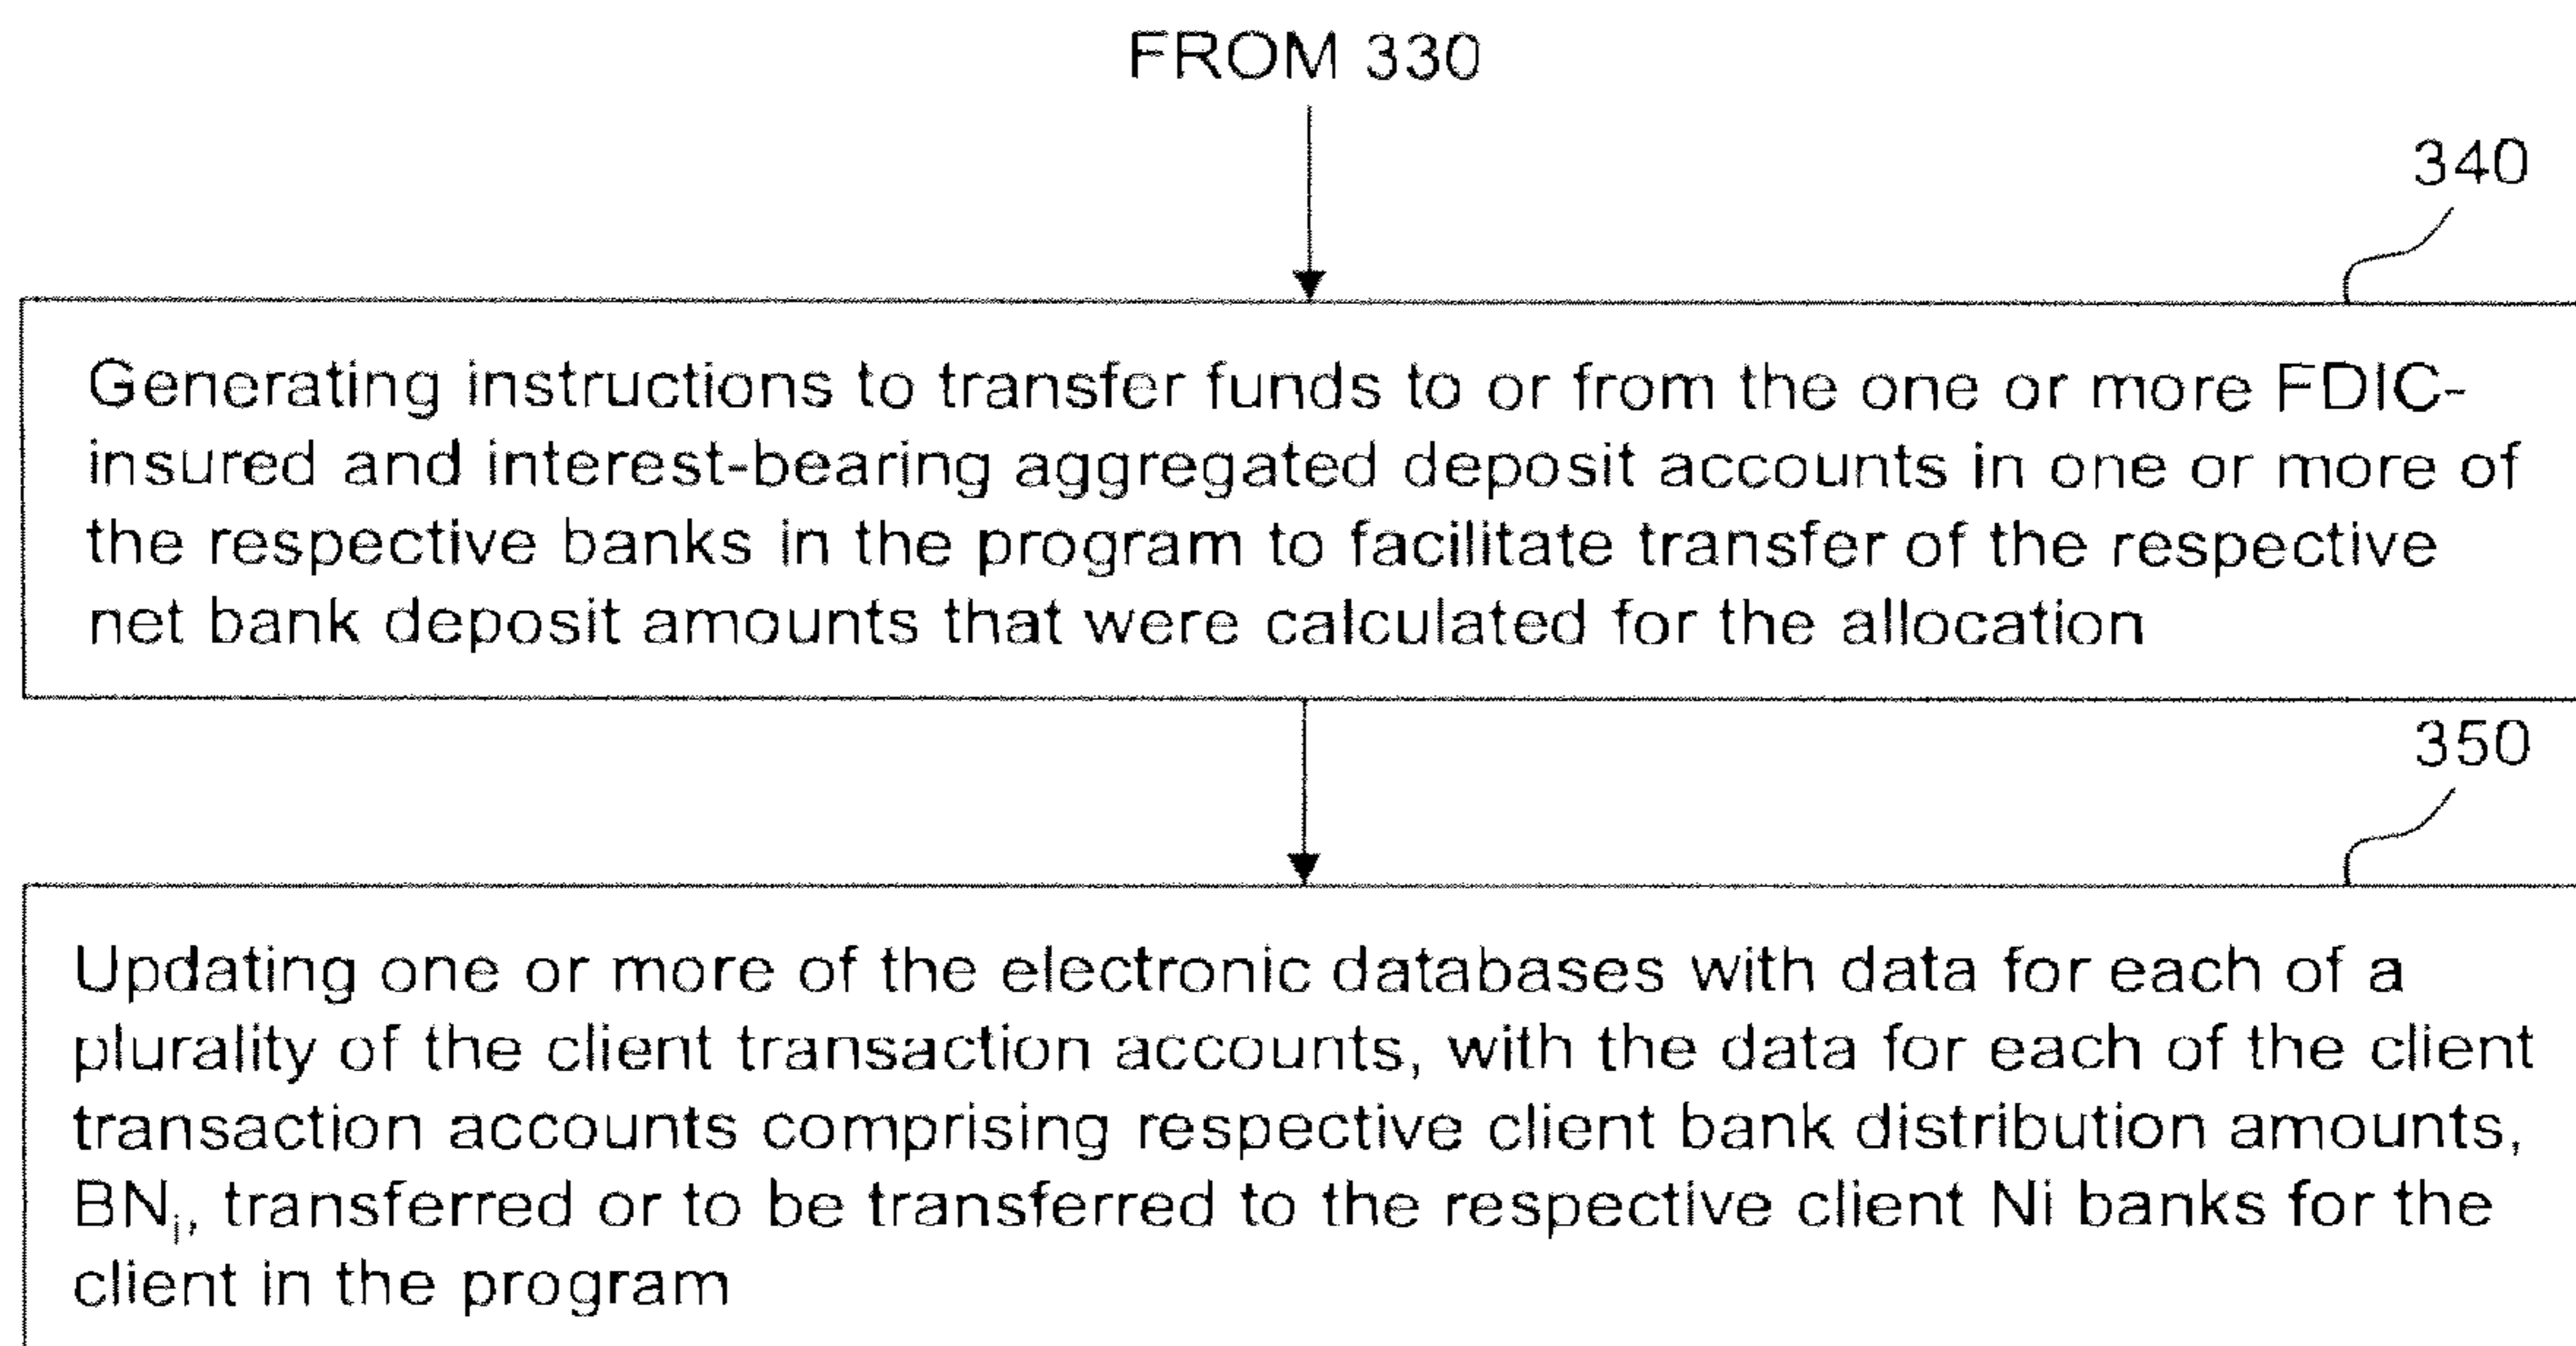 FROM 330
340
Generating instructions to transfer funds to or from the one or more FDIC-
insured and interest-bearing aggregated deposit accounts in one or more of
the respective banks in the program to facilitate transfer of the respective
net bank deposit amounts that were calculated for the allocation
350
Updating one or more of the electronic databases with data for each of a
plurality of the client transaction accounts, with the data for each of the client
transaction accounts comprising respective client bank distribution amounts,
BNi, transferred or to be transferred to the respective client Ni banks for the
client in the program